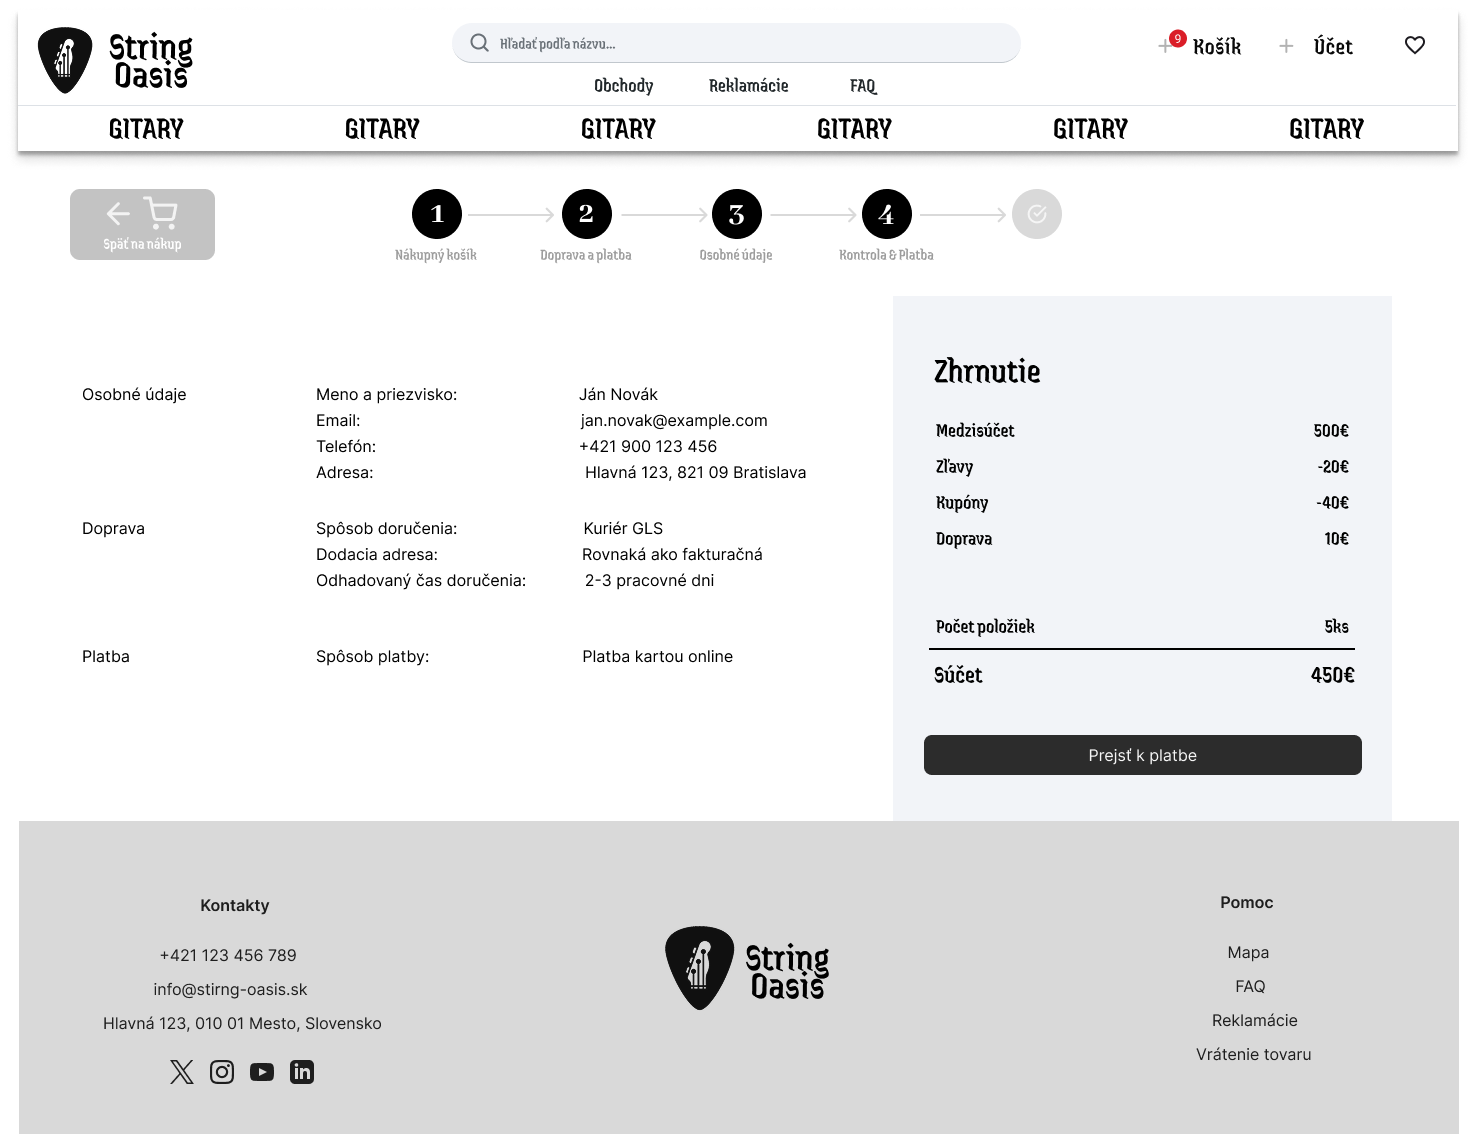 String
Oasis
Hľadať podľa názvu...
9
Košík
Účet
Obchody
Reklamácie
FAQ
GITARY
GITARY
GITARY
GITARY
GITARY
GITARY
Späť na nákup
1
2
3
4
Nákupný košík
Doprava a platba
Osobné údaje
Kontrola & Platba
Osobné údaje
Meno a priezvisko:
Ján Novák
Email:
jan.novak@example.com
Telefón:
+421 900 123 456
Adresa:
Hlavná 123, 821 09 Bratislava
Doprava
Spôsob doručenia:
Kuriér GLS
Dodacia adresa:
Rovnaká ako fakturačná
Odhadovaný čas doručenia:
2-3 pracovné dni
Platba
Spôsob platby:
Platba kartou online
Zhrnutie
Medzisúčet
500€
Zľavy
-20€
Kupóny
-40€
Doprava
10€
Počet položiek
5ks
Súčet
450€
Prejsť k platbe
Kontakty
+421 123 456 789
info@stirng-oasis.sk
Hlavná 123, 010 01 Mesto, Slovensko
in
String
Oasis
Pomoc
Mapa
FAQ
Reklamácie
Vrátenie tovaru